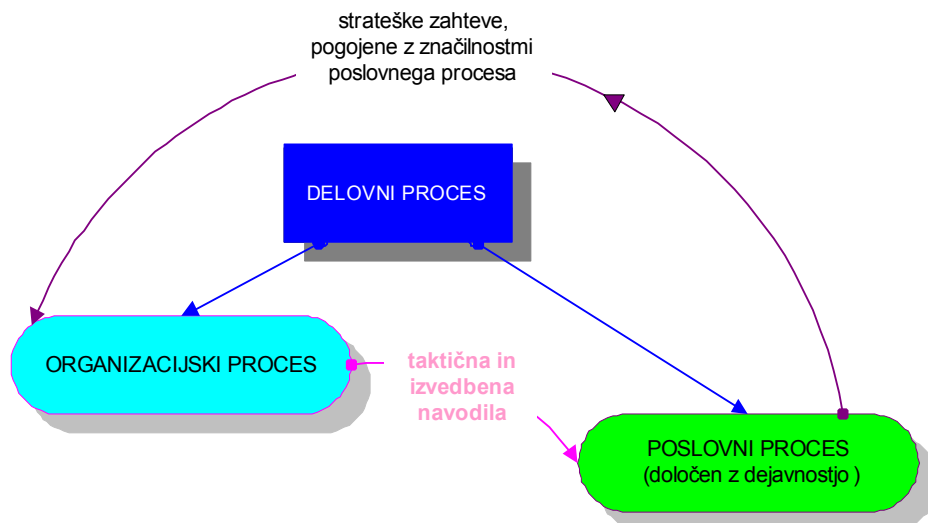 strateške zahteve,
pogojene z značilnostmi
poslovnega procesa
DELOVNI PROCES
ORGANIZACIJSKI PROCES
taktična in
izvedbena
navodila
POSLOVNI PROCES
(določen z dejavnostjo )